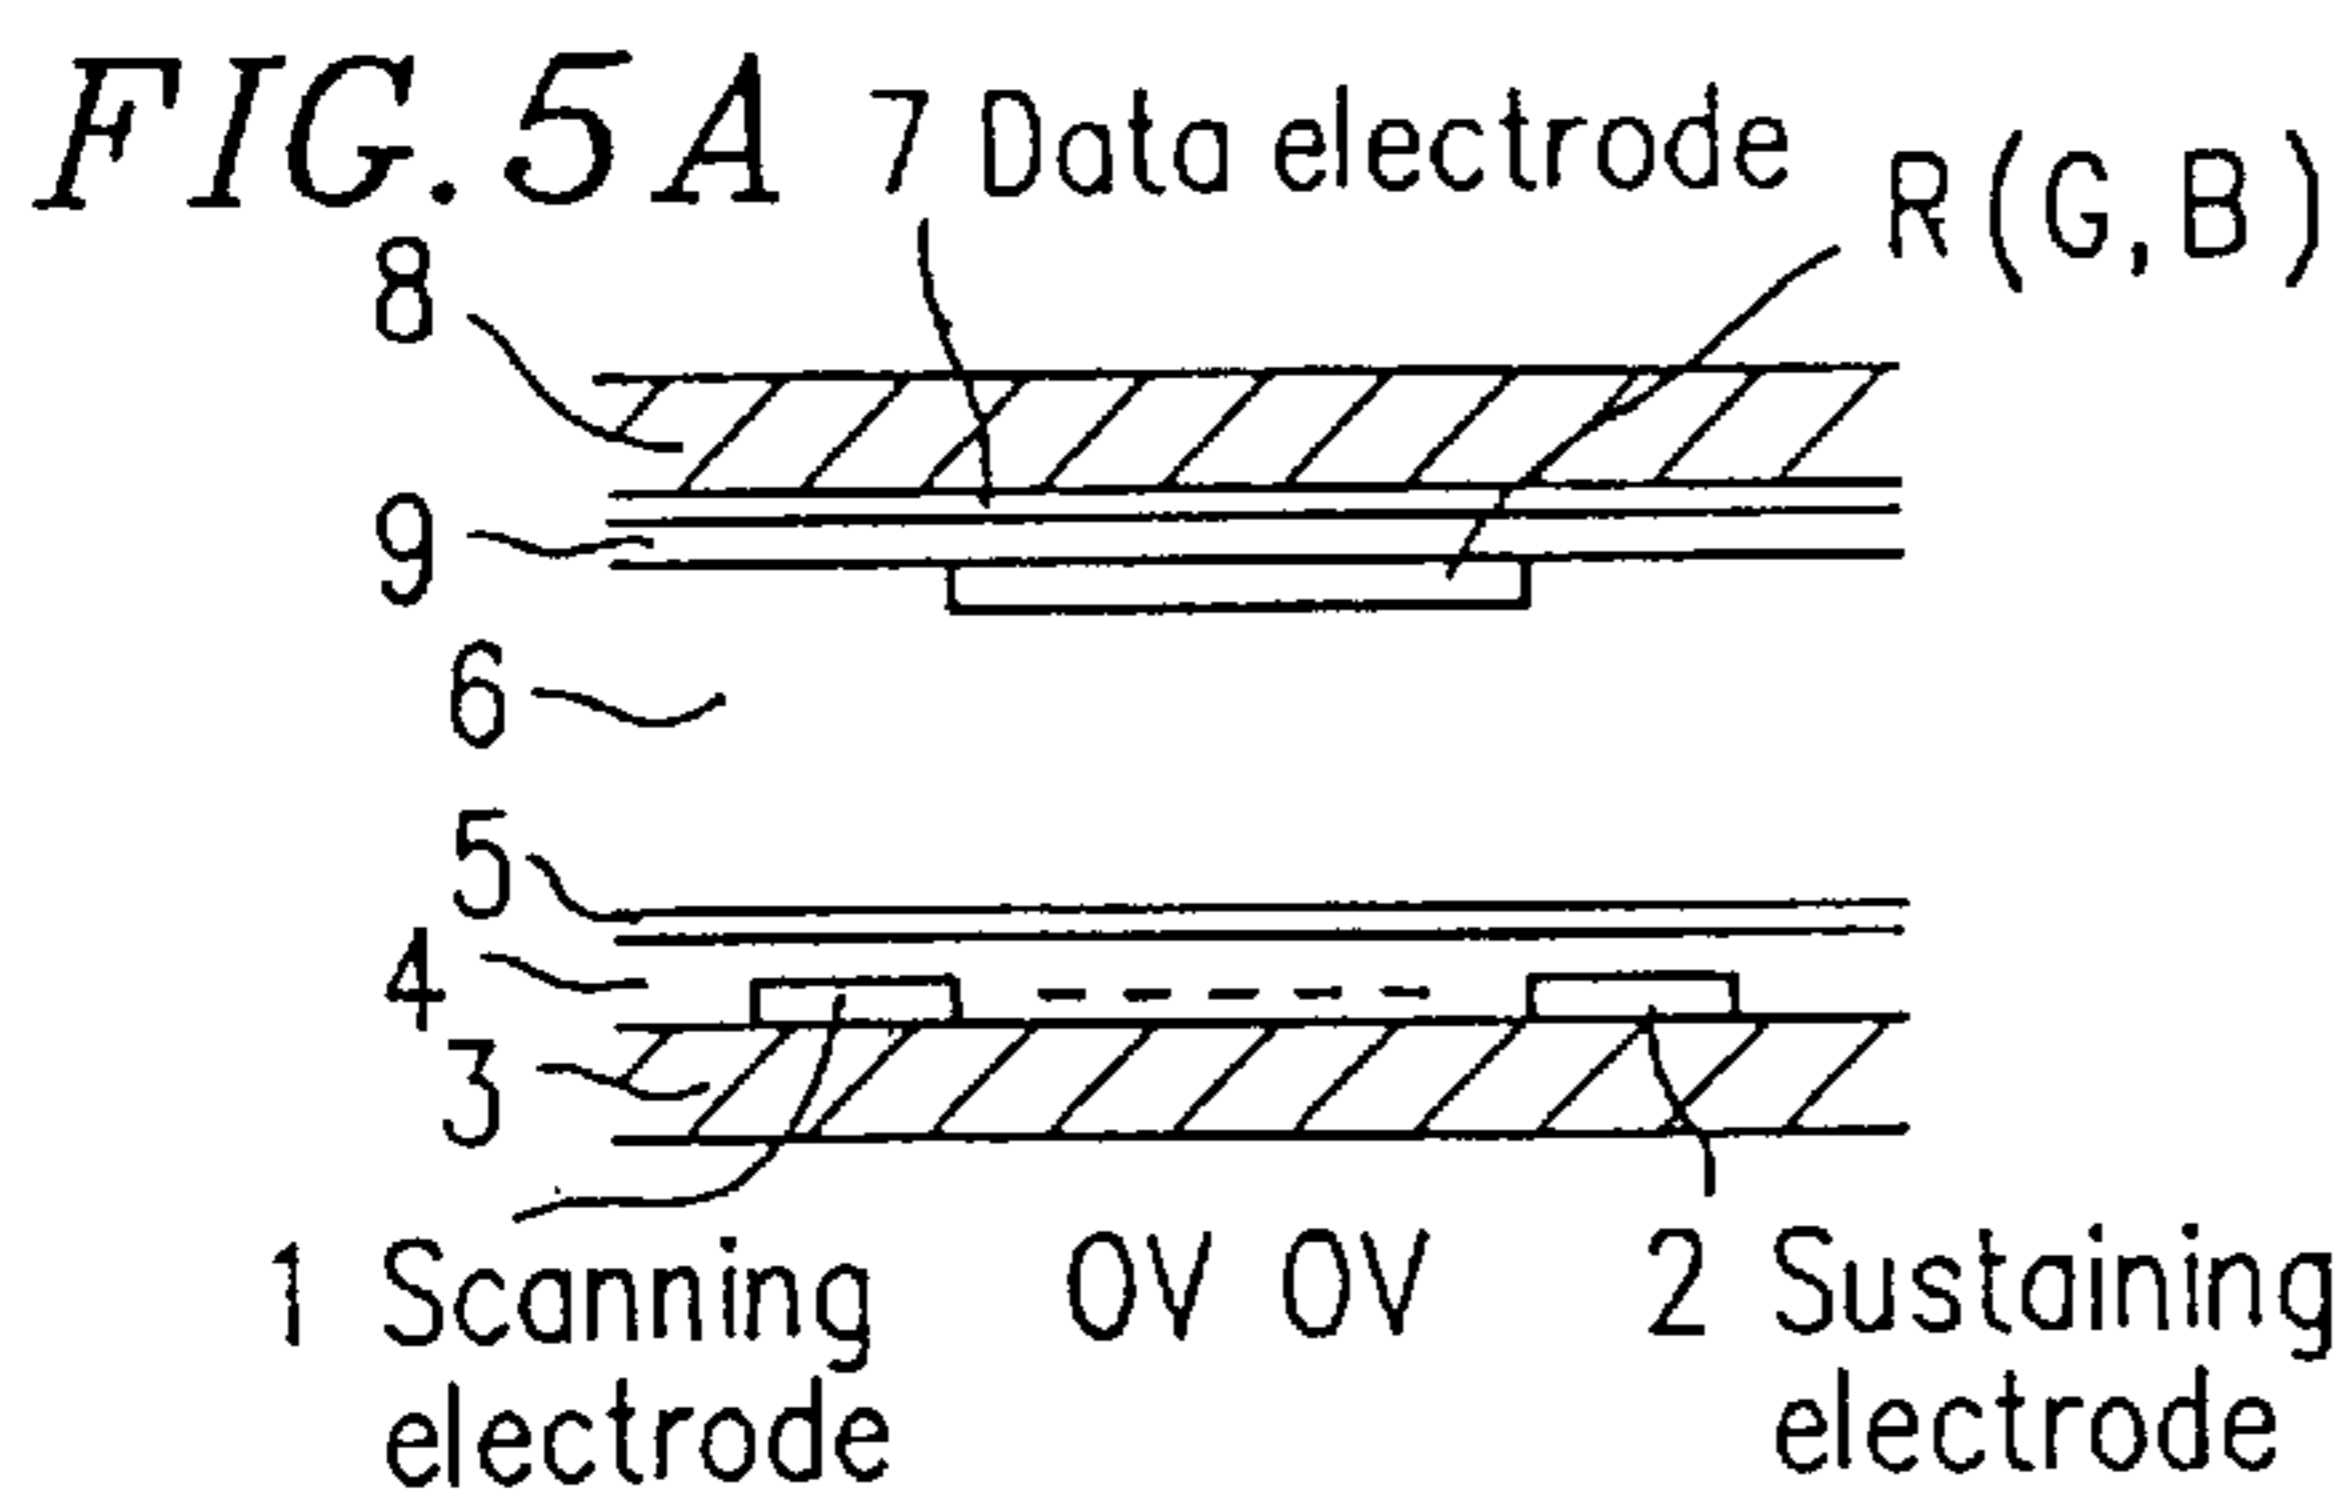 FIG. 5A
7 Data electrode
R(G,B)
8
9
6
5
4
3
1 Scanning
electrode
0V 0V
2 Sustaining
electrode